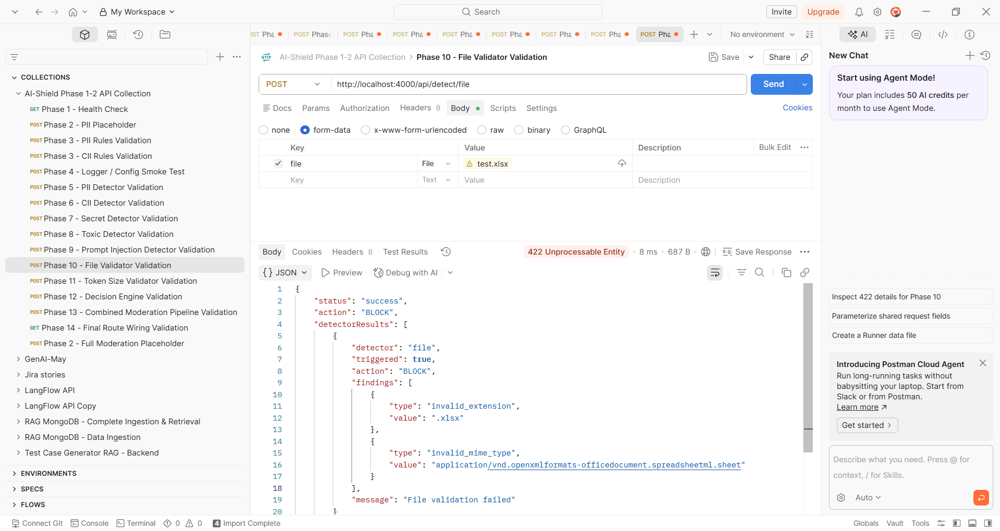 My Workspace
Search
Invite
Upgrade
POST Pha
POST Phase
POST Pha
POST Pha
POST Pha
POST Pha
POST Pha
POST Pha
POST Pha
No environment
AI
AI-Shield Phase 1-2 API Collection > Phase 10 - File Validator Validation
Save
Share
POST
http://localhost:4000/api/detect/file
Send
Docs
Params
Authorization
Headers 9
Body
Scripts
Settings
Cookies
none
form-data
x-www-form-urlencoded
raw
binary
GraphQL
Key
Value
Description
Bulk Edit
file
File
test.xlsx
Key
Text
Value
Description
COLLECTIONS
AI-Shield Phase 1-2 API Collection
GET Phase 1 - Health Check
POST Phase 2 - PII Placeholder
POST Phase 3 - PII Rules Validation
POST Phase 3 - CII Rules Validation
POST Phase 4 - Logger / Config Smoke Test
POST Phase 5 - PII Detector Validation
POST Phase 6 - CII Detector Validation
POST Phase 7 - Secret Detector Validation
POST Phase 8 - Toxic Detector Validation
POST Phase 9 - Prompt Injection Detector Validation
POST Phase 10 - File Validator Validation
POST Phase 11 - Token Size Validator Validation
POST Phase 12 - Decision Engine Validation
POST Phase 13 - Combined Moderation Pipeline Validation
GET Phase 14 - Final Route Wiring Validation
POST Phase 2 - Full Moderation Placeholder
GenAI-May
Jira stories
LangFlow API
LangFlow API Copy
RAG MongoDB - Complete Ingestion & Retrieval
RAG MongoDB - Data Ingestion
Test Case Generator RAG - Backend
ENVIRONMENTS
SPECS
FLOWS
Body
Cookies
Headers 8
Test Results
422 Unprocessable Entity
8 ms
687 B
e.g. Save Response
{} JSON
Preview
Debug with AI
1 {
2 "status": "success",
3 "action": "BLOCK",
4 "detectorResults": [
5 {
6 "detector": "file",
7 "triggered": true,
8 "action": "BLOCK",
9 "findings": [
10 {
11 "type": "invalid_extension",
12 "value": ".xlsx"
13 },
14 {
15 "type": "invalid_mime_type",
16 "value": "application/vnd.openxmlformats-officedocument.spreadsheetml.sheet"
17 }
18 ],
19 "message": "File validation failed"
20 }
New Chat
Start using Agent Mode!
Your plan includes 50 AI credits per
month to use Agent Mode.
Inspect 422 details for Phase 10
Parameterize shared request fields
Create a Runner data file
Introducing Postman Cloud Agent
Run long-running tasks without
babysitting your laptop. Start from
Slack or from Postman.
Learn more
Get started
Describe what you need. Press @ for
context, / for Skills.
Auto
Connect Git
Console
Terminal
0
0
4 Import Complete
Globals
Vault
Tools